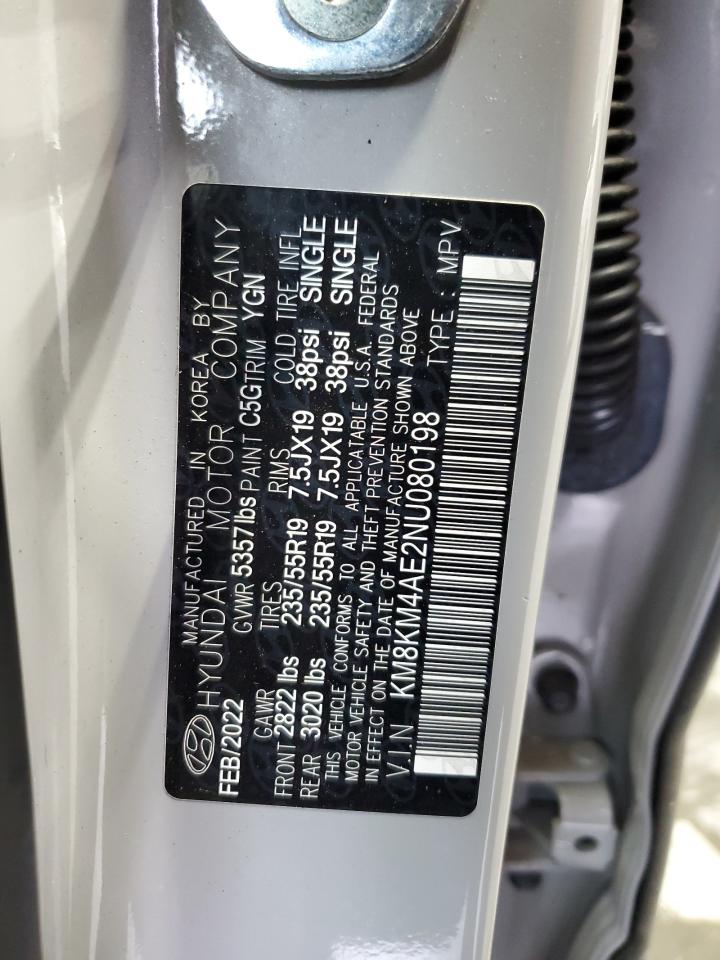 MANUFACTURED IN KOREA BY
HYUNDAI MOTOR COMPANY
FEB/2022 GVWR 5357lbs PAINT C5G TRIM YGN
GAWR TIRES RIMS COLD TIRE INFL
FRONT 2822 lbs 235/55R19 7.5JX19 38psi SINGLE
REAR 3020 lbs 235/55R19 7.5JX19 38psi SINGLE
THIS VEHICLE CONFORMS TO ALL APPLICATABLE U.S.A. FEDERAL
MOTOR VEHICLE SAFETY AND THEFT PREVENTION STANDARDS
IN EFFECT ON THE DATE OF MANUFACTURE SHOWN ABOVE
V.I.N KM8KM4AE2NU080198 TYPE : MPV